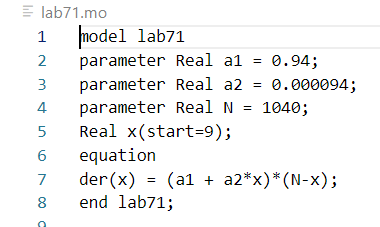 lab71.mo
1 model lab71
2 parameter Real a1 = 0.94;
3 parameter Real a2 = 0.000094;
4 parameter Real N = 1040;
5 Real x(start=9);
6 equation
7 der(x) = (a1 + a2*x)*(N-x);
8 end lab71;
9